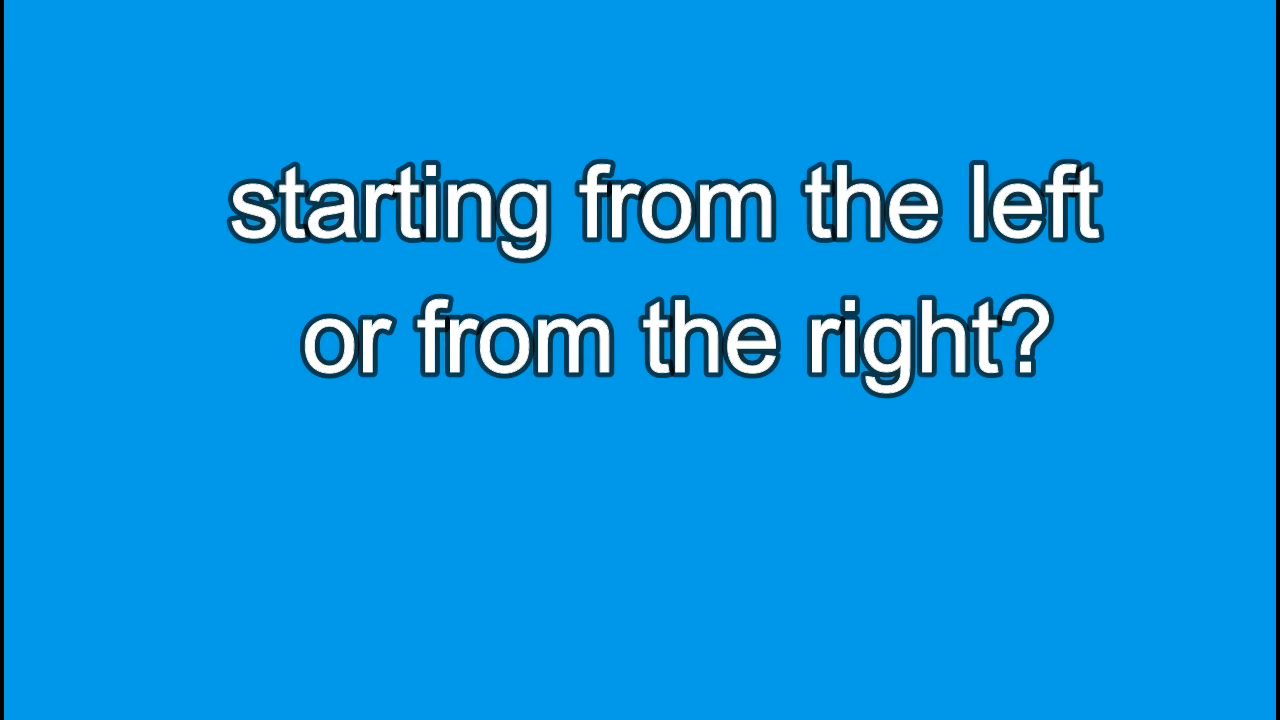 starting from the left
or from the right?